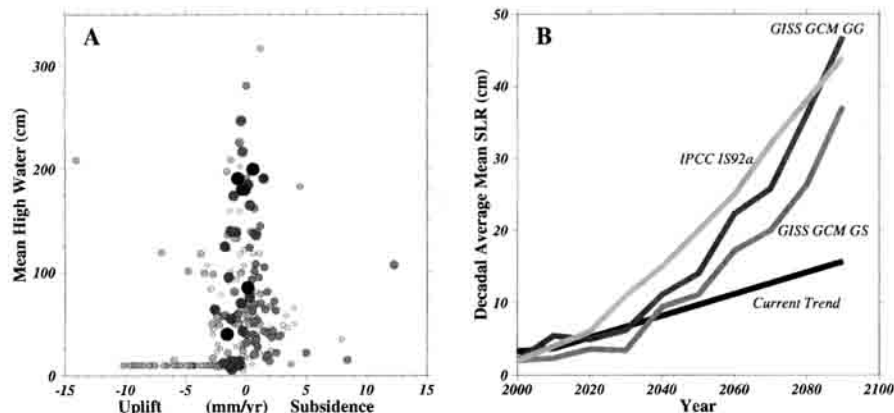 A
Mean High Water (cm)
300
200
100
0
-15
-10
-5
0
5
10
15
Uplift (mm/yr) Subsidence
B
Decadal Average Mean SLR (cm)
50
40
30
20
10
0
2000
2020
2040
2060
2080
2100
Year
GISS GCM GG
IPCC IS92a
GISS GCM GS
Current Trend